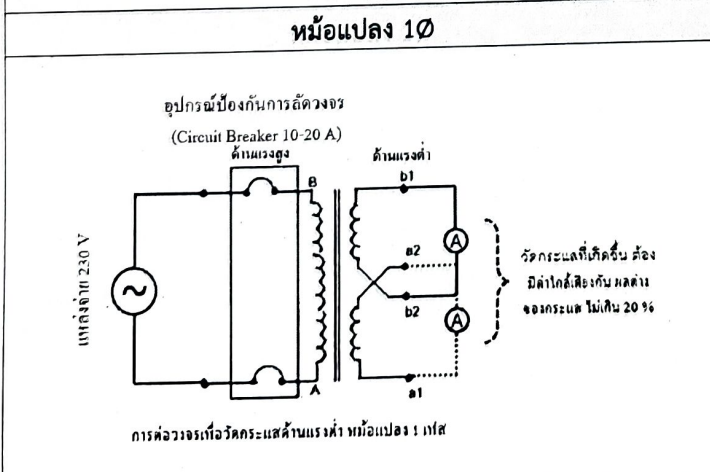 หม้อแปลง 1Ø
อุปกรณ์ป้องกันการลัดวงจร
(Circuit Breaker 10-20 A)
ด้านแรงสูง
ด้านแรงต่ำ
B
b1
A
a2
b2
A
a1
A
แหล่งจ่าย 230 V
วัดกระแสที่เกิดขึ้น ต้อง
มีค่าใกล้เคียงกัน ผลต่าง
ของกระแส ไม่เกิน 20 %
การต่อวงจรเพื่อวัดกระแสด้านแรงต่ำ หม้อแปลง 1 เฟส